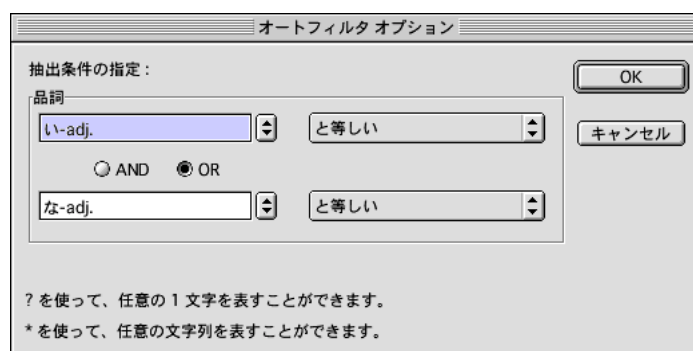 オートフィルタ オプション
抽出条件の指定：
OK
品詞
い-adj. と等しい
キャンセル
AND OR
な-adj. と等しい
? を使って、任意の 1 文字を表すことができます。
* を使って、任意の文字列を表すことができます。